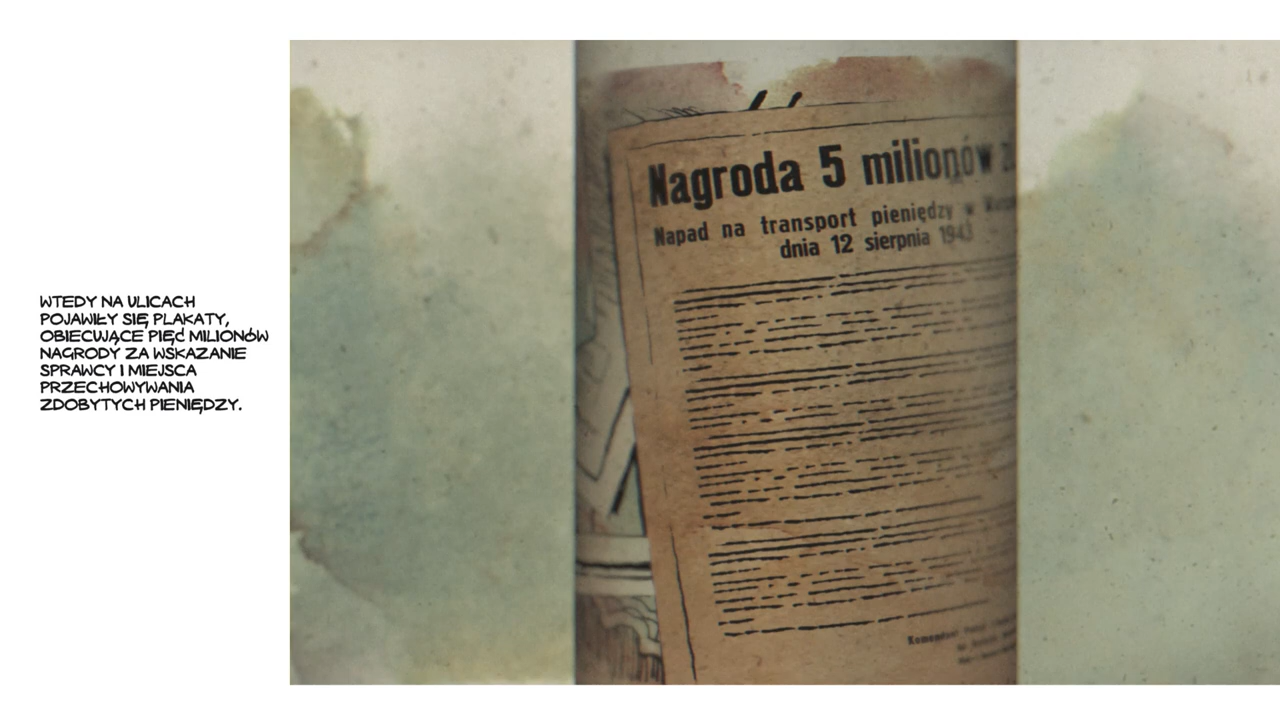 WTEDY NA ULICACH
POJAWIŁY SIĘ PLAKATY,
OBIECUJĄCE PIĘĆ MILIONÓW
NAGRODY ZA WSKAZANIE
SPRAWCY I MIEJSCA
PRZECHOWYWANIA
ZDOBYTYCH PIENIĘDZY.
Nagroda 5 milionów
Napad na transport pieniędzy w
dnia 12 sierpnia 1943